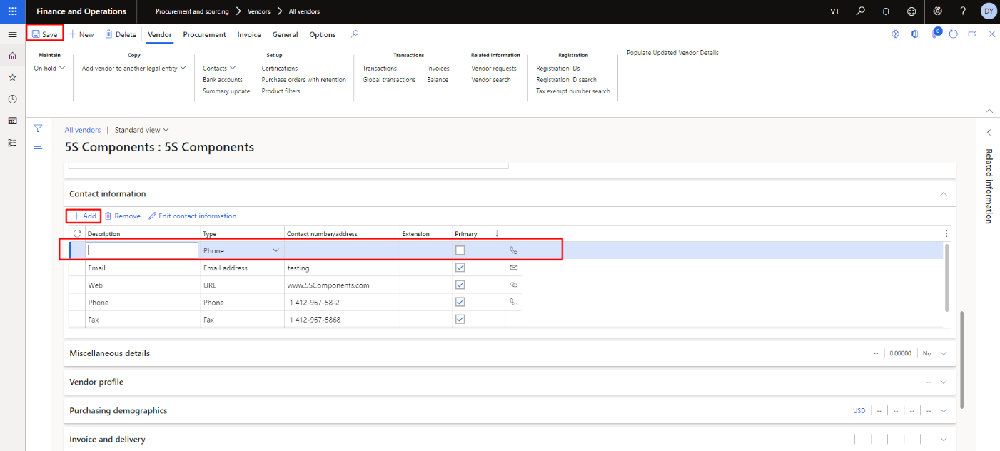 Finance and Operations Procurement and sourcing Vendors All vendors VT ? DY
Save New Delete Vendor Procurement Invoice General Options 0
Maintain Copy Set up Transactions Related information Registration Populate Updated Vendor Details
On hold Add vendor to another legal entity Contacts Certifications Transactions Invoices Vendor requests Registration IDs
Bank accounts Purchase orders with retention Global transactions Balance Vendor search Registration ID search
Summary update Product filters Tax exempt number search
All vendors | Standard view
5S Components : 5S Components
Related information
Contact information
Add Remove Edit contact information
Description Type Contact number/address Extension Primary
Phone
Email Email address testing
Web URL www.5SComponents.com
Phone Phone 1 412-967-58-2
Fax Fax 1 412-967-5868
Miscellaneous details -- 0.00000 No
Vendor profile --
Purchasing demographics USD -- -- -- --
Invoice and delivery -- -- -- -- -- --